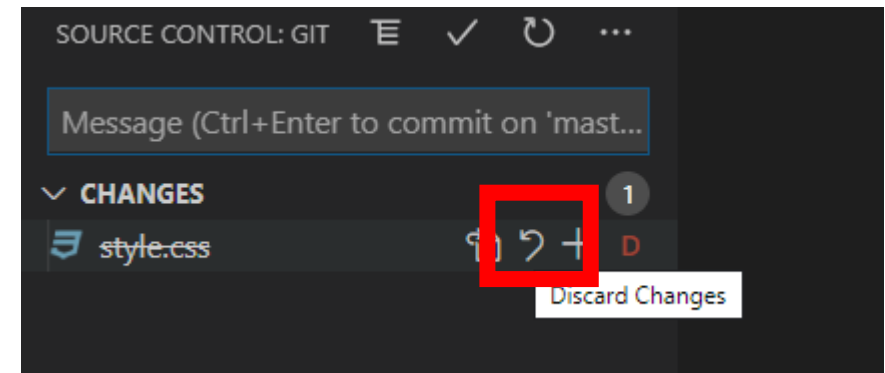 SOURCE CONTROL: GIT
Message (Ctrl+Enter to commit on 'mast...
CHANGES 1
style.css D
Discard Changes